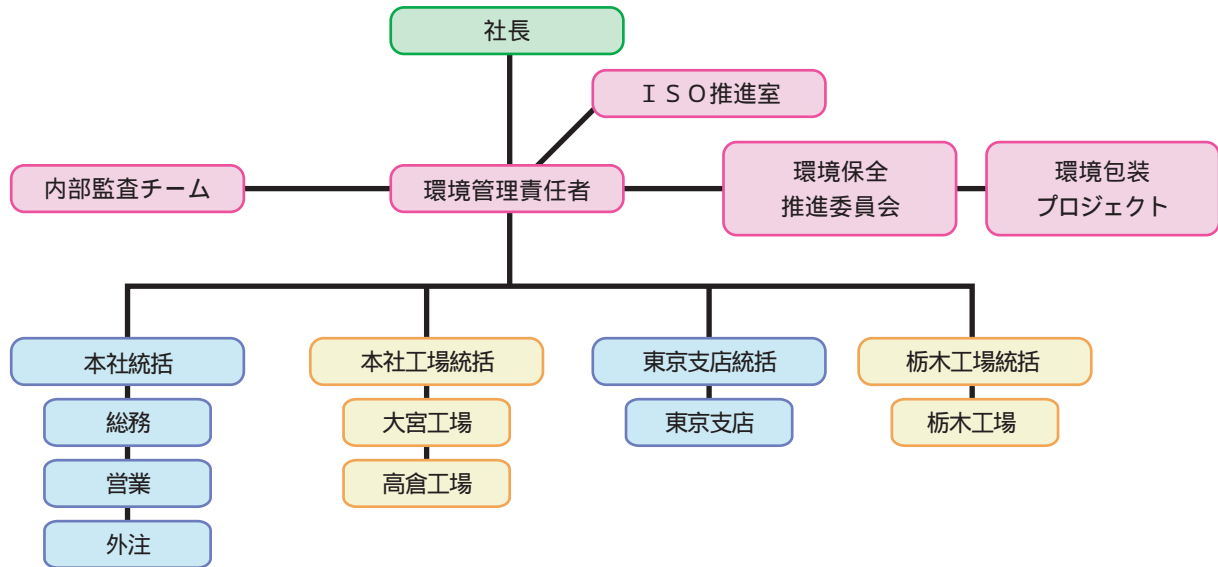 社長
ＩＳＯ推進室
内部監査チーム
環境管理責任者
環境保全
推進委員会
環境包装
プロジェクト
本社統括
総務
営業
外注
本社工場統括
大宮工場
高倉工場
東京支店統括
東京支店
栃木工場統括
栃木工場